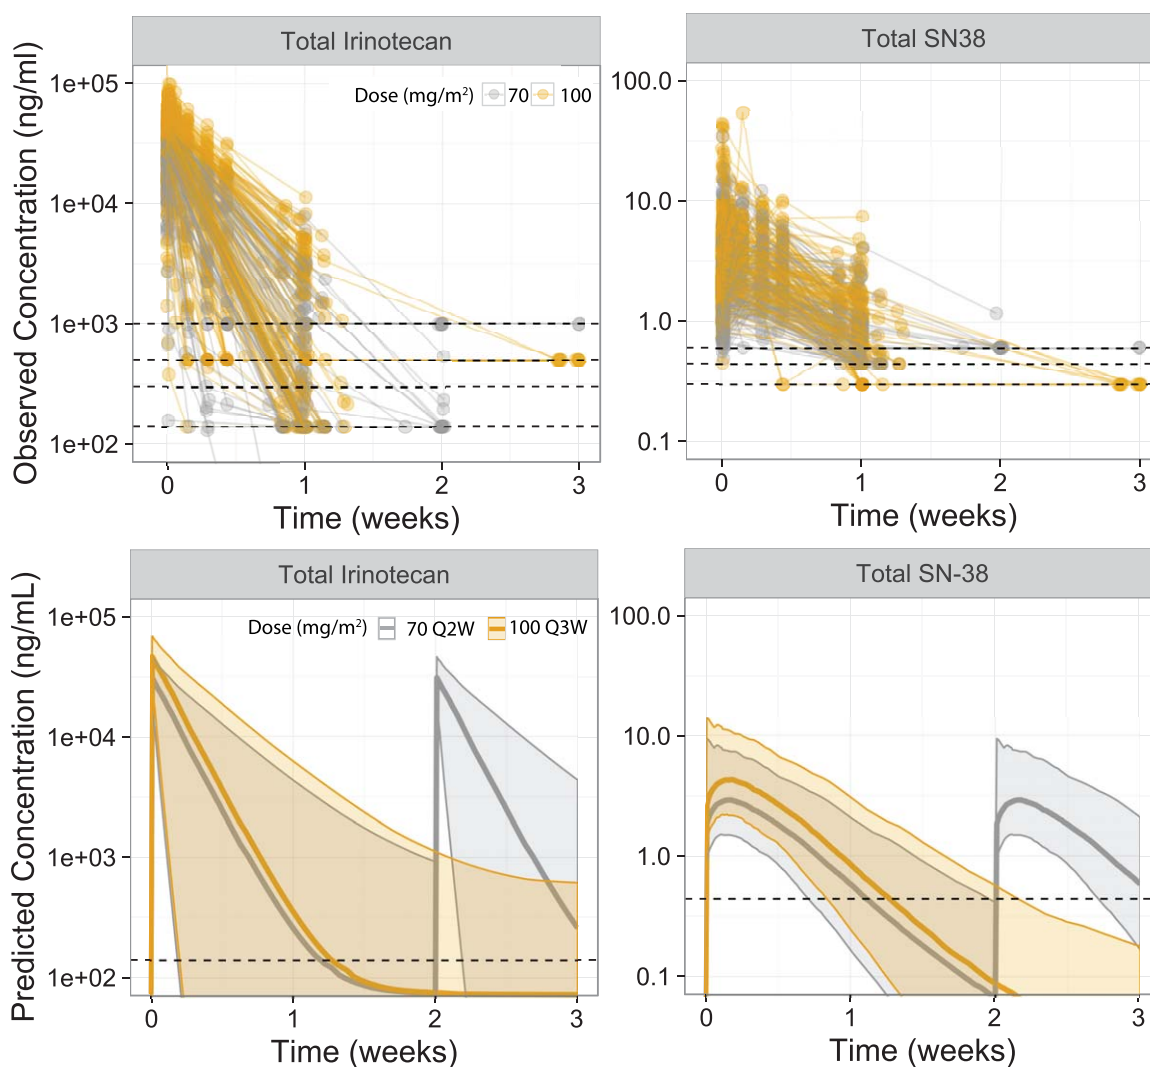 Total Irinotecan
Total SN38
Observed Concentration (ng/ml)
1e+05
1e+04
1e+03
1e+02
Dose (mg/m²) 70 100
0 1 2 3
Time (weeks)
100.0
10.0
1.0
0.1
0 1 2 3
Time (weeks)
Total Irinotecan
Total SN-38
Predicted Concentration (ng/mL)
1e+05
1e+04
1e+03
1e+02
Dose (mg/m²) 70 Q2W 100 Q3W
0 1 2 3
Time (weeks)
100.0
10.0
1.0
0.1
0 1 2 3
Time (weeks)